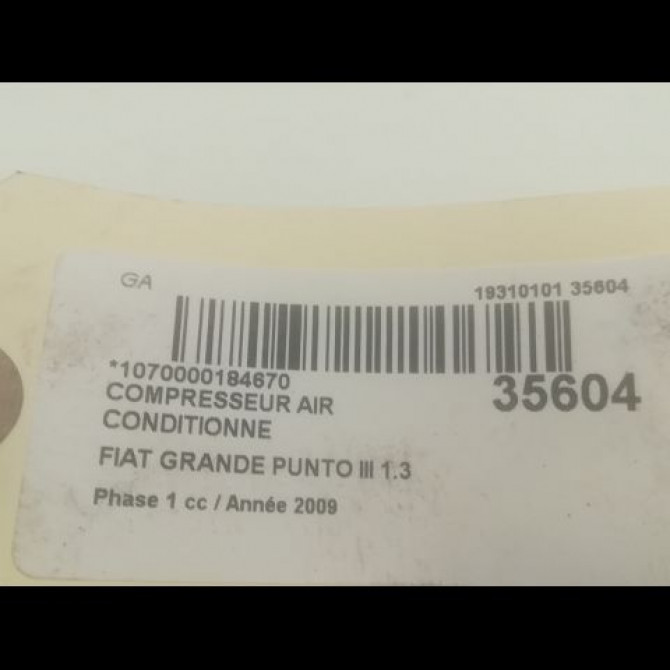 GA
19310101 35604
*1070000184670
35604
COMPRESSEUR AIR
CONDITIONNE
FIAT GRANDE PUNTO III 1.3
Phase 1 cc / Année 2009